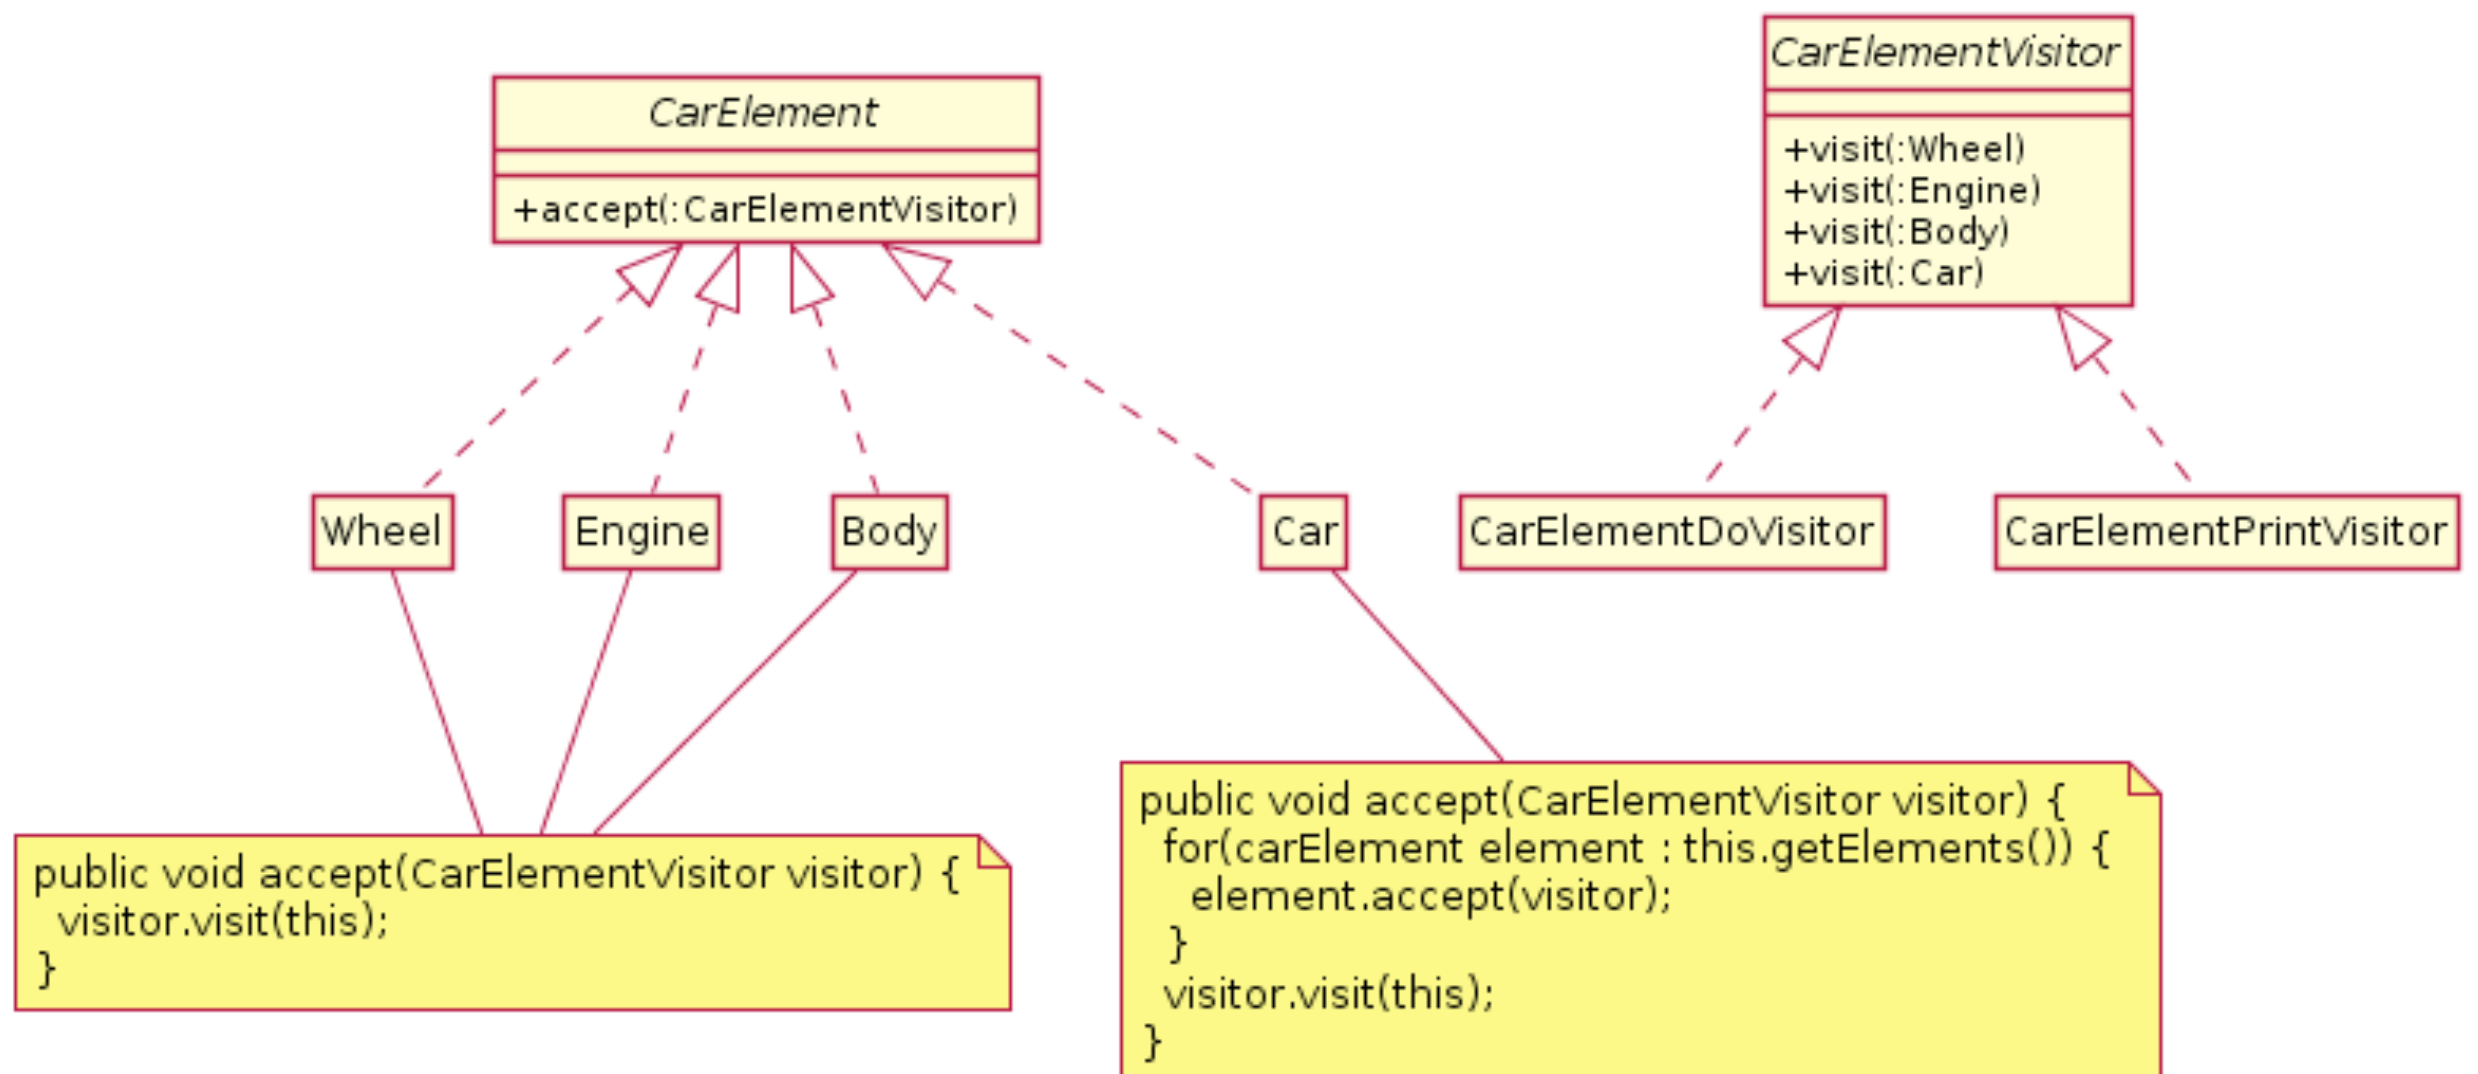 CarElement
+accept(:CarElementVisitor)
CarElementVisitor
+visit(:Wheel)
+visit(:Engine)
+visit(:Body)
+visit(:Car)
Wheel
Engine
Body
Car
CarElementDoVisitor
CarElementPrintVisitor
public void accept(CarElementVisitor visitor) {
visitor.visit(this);
}
public void accept(CarElementVisitor visitor) {
for(carElement element : this.getElements()) {
element.accept(visitor);
}
visitor.visit(this);
}